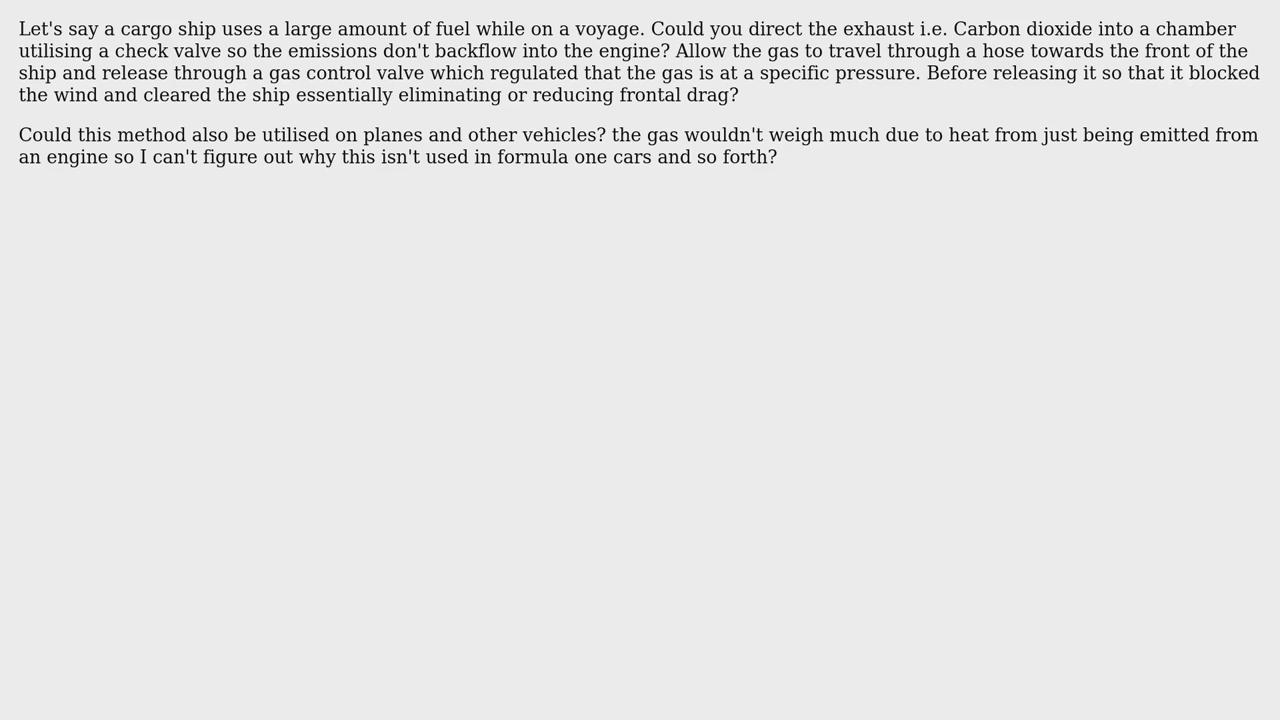 Let's say a cargo ship uses a large amount of fuel while on a voyage. Could you direct the exhaust i.e. Carbon dioxide into a chamber
utilising a check valve so the emissions don't backflow into the engine? Allow the gas to travel through a hose towards the front of the
ship and release through a gas control valve which regulated that the gas is at a specific pressure. Before releasing it so that it blocked
the wind and cleared the ship essentially eliminating or reducing frontal drag?
Could this method also be utilised on planes and other vehicles? the gas wouldn't weigh much due to heat from just being emitted from
an engine so I can't figure out why this isn't used in formula one cars and so forth?